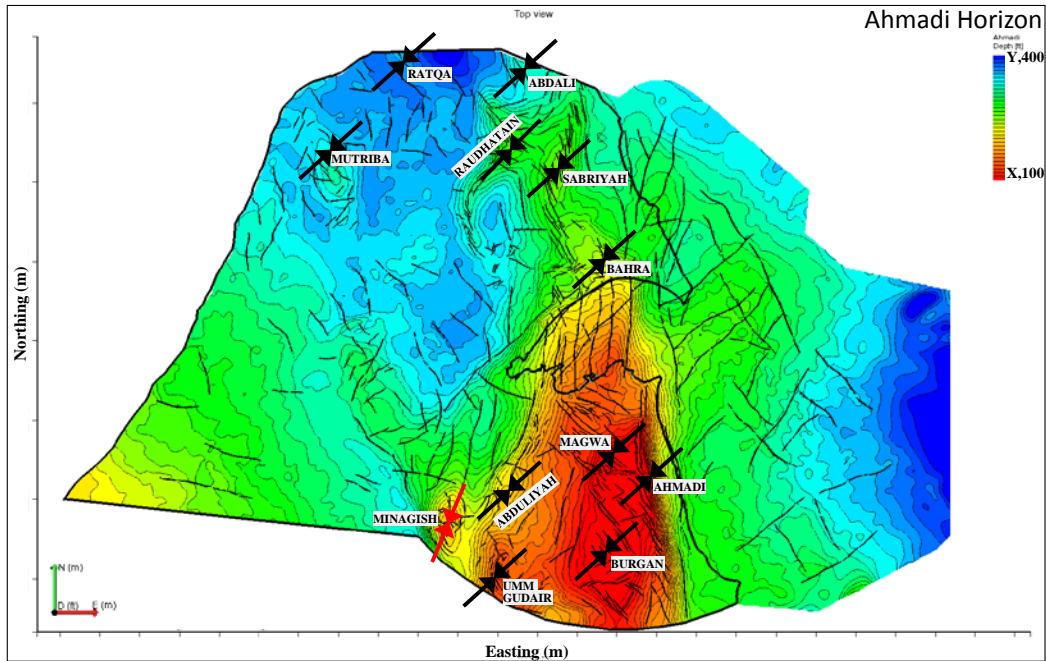 Top view
Ahmadi Horizon
Ahmadi
Depth [ft]
Y,400
X,100
RATQA
ABDALI
MUTRIBA
RAUDHATAIN
SABRIYAH
BAHRA
MAGWA
AHMADI
ABDULIYAH
MINAGISH
BURGAN
UMM
GUDAIR
Northing (m)
N (m)
D (ft)
E (m)
Easting (m)